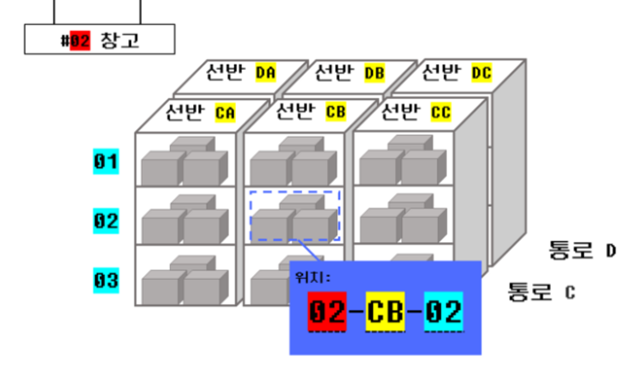 #02 창고
선반 DA
선반 DB
선반 DC
선반 CA
선반 CB
선반 CC
01
02
03
통로 D
통로 C
위치:
02-CB-02